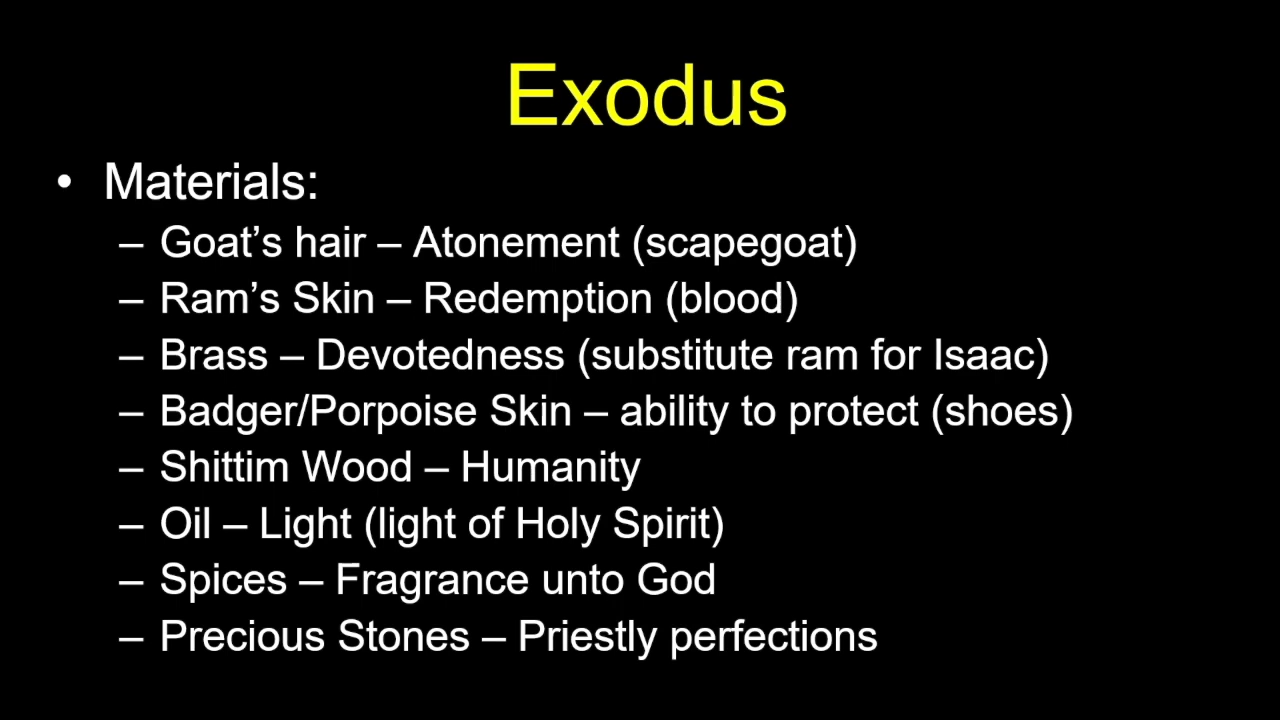 Exodus
• Materials:
– Goat’s hair – Atonement (scapegoat)
– Ram’s Skin – Redemption (blood)
– Brass – Devotedness (substitute ram for Isaac)
– Badger/Porpoise Skin – ability to protect (shoes)
– Shittim Wood – Humanity
– Oil – Light (light of Holy Spirit)
– Spices – Fragrance unto God
– Precious Stones – Priestly perfections